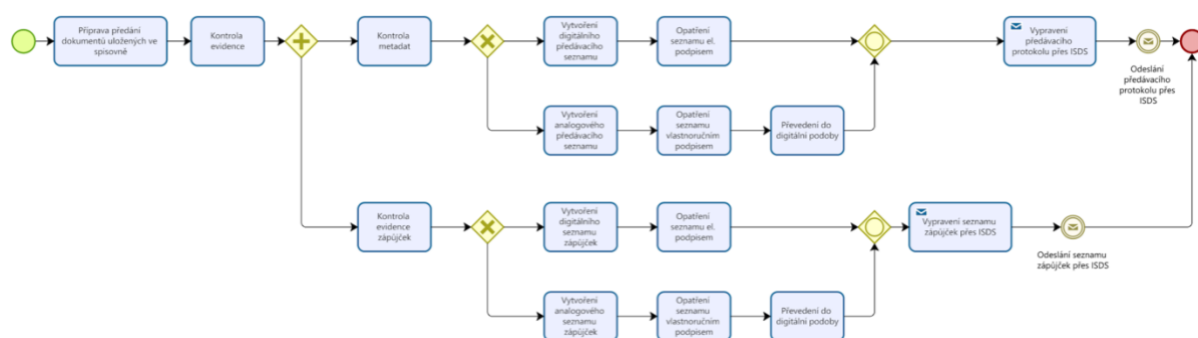 Příprava předání
dokumentů uložených ve
spisovně
Kontrola
evidence
Kontrola
metadat
Vytvoření
digitálního
předávacího
seznamu
Opatření
seznamu el.
podpisem
Vypravení
předávacího
protokolu přes ISDS
Odeslání
předávacího
protokolu přes
ISDS
Vytvoření
analogového
předávacího
seznamu
Opatření
seznamu
vlastnoručním
podpisem
Převedení do
digitální podoby
Kontrola
evidence
zápůjček
Vytvoření
digitálního
seznamu
zápůjček
Opatření
seznamu el.
podpisem
Vypravení seznamu
zápůjček přes ISDS
Odeslání seznamu
zápůjček přes ISDS
Vytvoření
analogového
seznamu
zápůjček
Opatření
seznamu
vlastnoručním
podpisem
Převedení do
digitální podoby